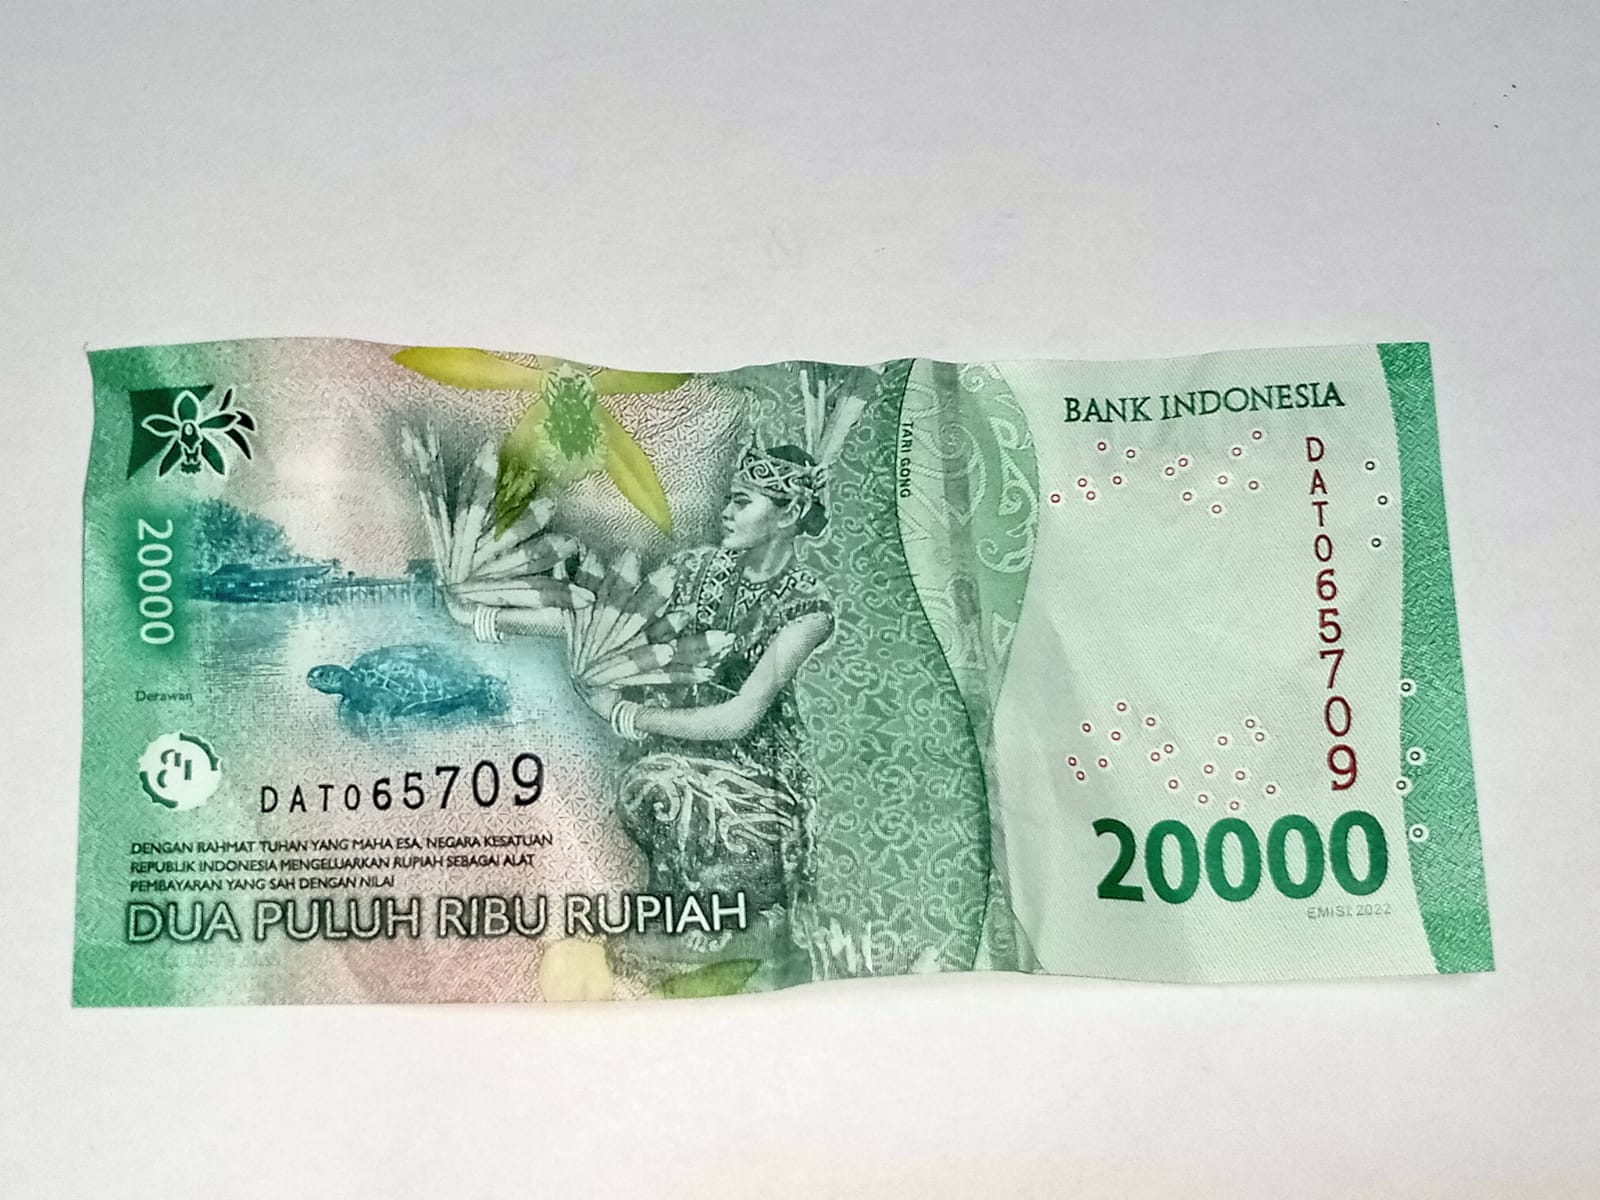 BANK INDONESIA
DAT065709
20000
Derawan
TARI GONG
DAT065709
DENGAN RAHMAT TUHAN YANG MAHA ESA, NEGARA KESATUAN
REPUBLIK INDONESIA MENGELUARKAN RUPIAH SEBAGAI ALAT
PEMBAYARAN YANG SAH DENGAN NILAI
DUA PULUH RIBU RUPIAH
20000
EMISI 2022